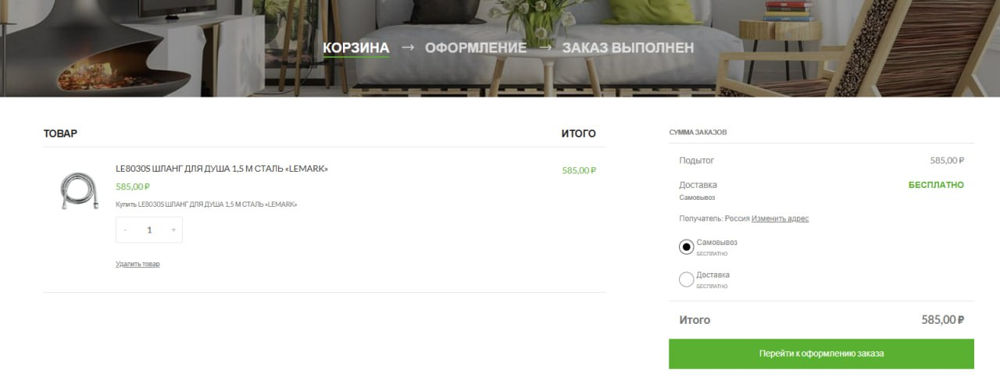 КОРЗИНА → ОФОРМЛЕНИЕ → ЗАКАЗ ВЫПОЛНЕН
ТОВАР ИТОГО
LE8030S ШЛАНГ ДЛЯ ДУША 1,5 М СТАЛЬ «LEMARK» 585,00 ₽
585,00 ₽
Купить LE8030S ШЛАНГ ДЛЯ ДУША 1,5 М СТАЛЬ «LEMARK»
- 1 +
Удалить товар
СУММА ЗАКАЗОВ
Подытог 585,00 ₽
Доставка БЕСПЛАТНО
Самовывоз
Получатель: Россия Изменить адрес
Самовывоз
БЕСПЛАТНО
Доставка
БЕСПЛАТНО
Итого 585,00 ₽
Перейти к оформлению заказа